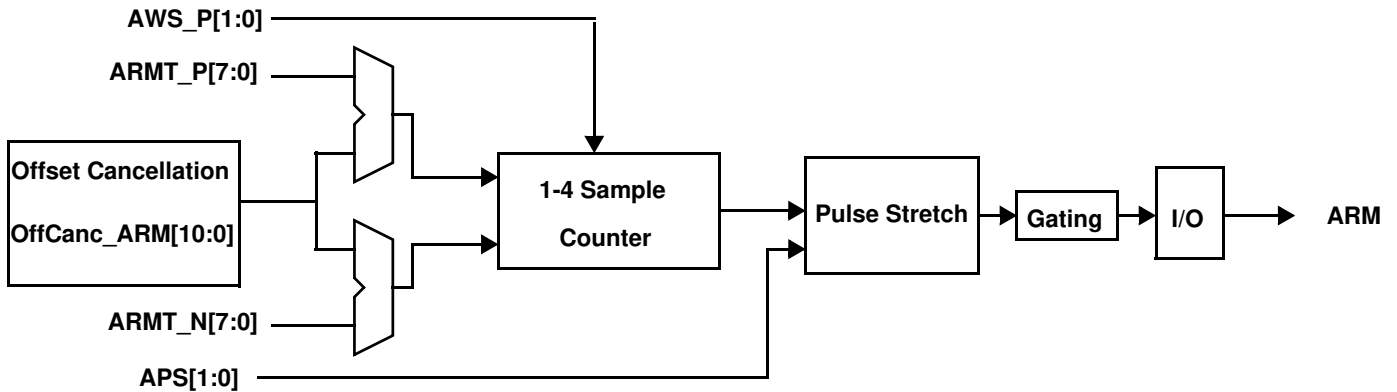 AWS_P[1:0]
ARMT_P[7:0]
Offset Cancellation
OffCanc_ARM[10:0]
ARMT_N[7:0]
APS[1:0]
1-4 Sample
Counter
Pulse Stretch
Gating
I/O
ARM